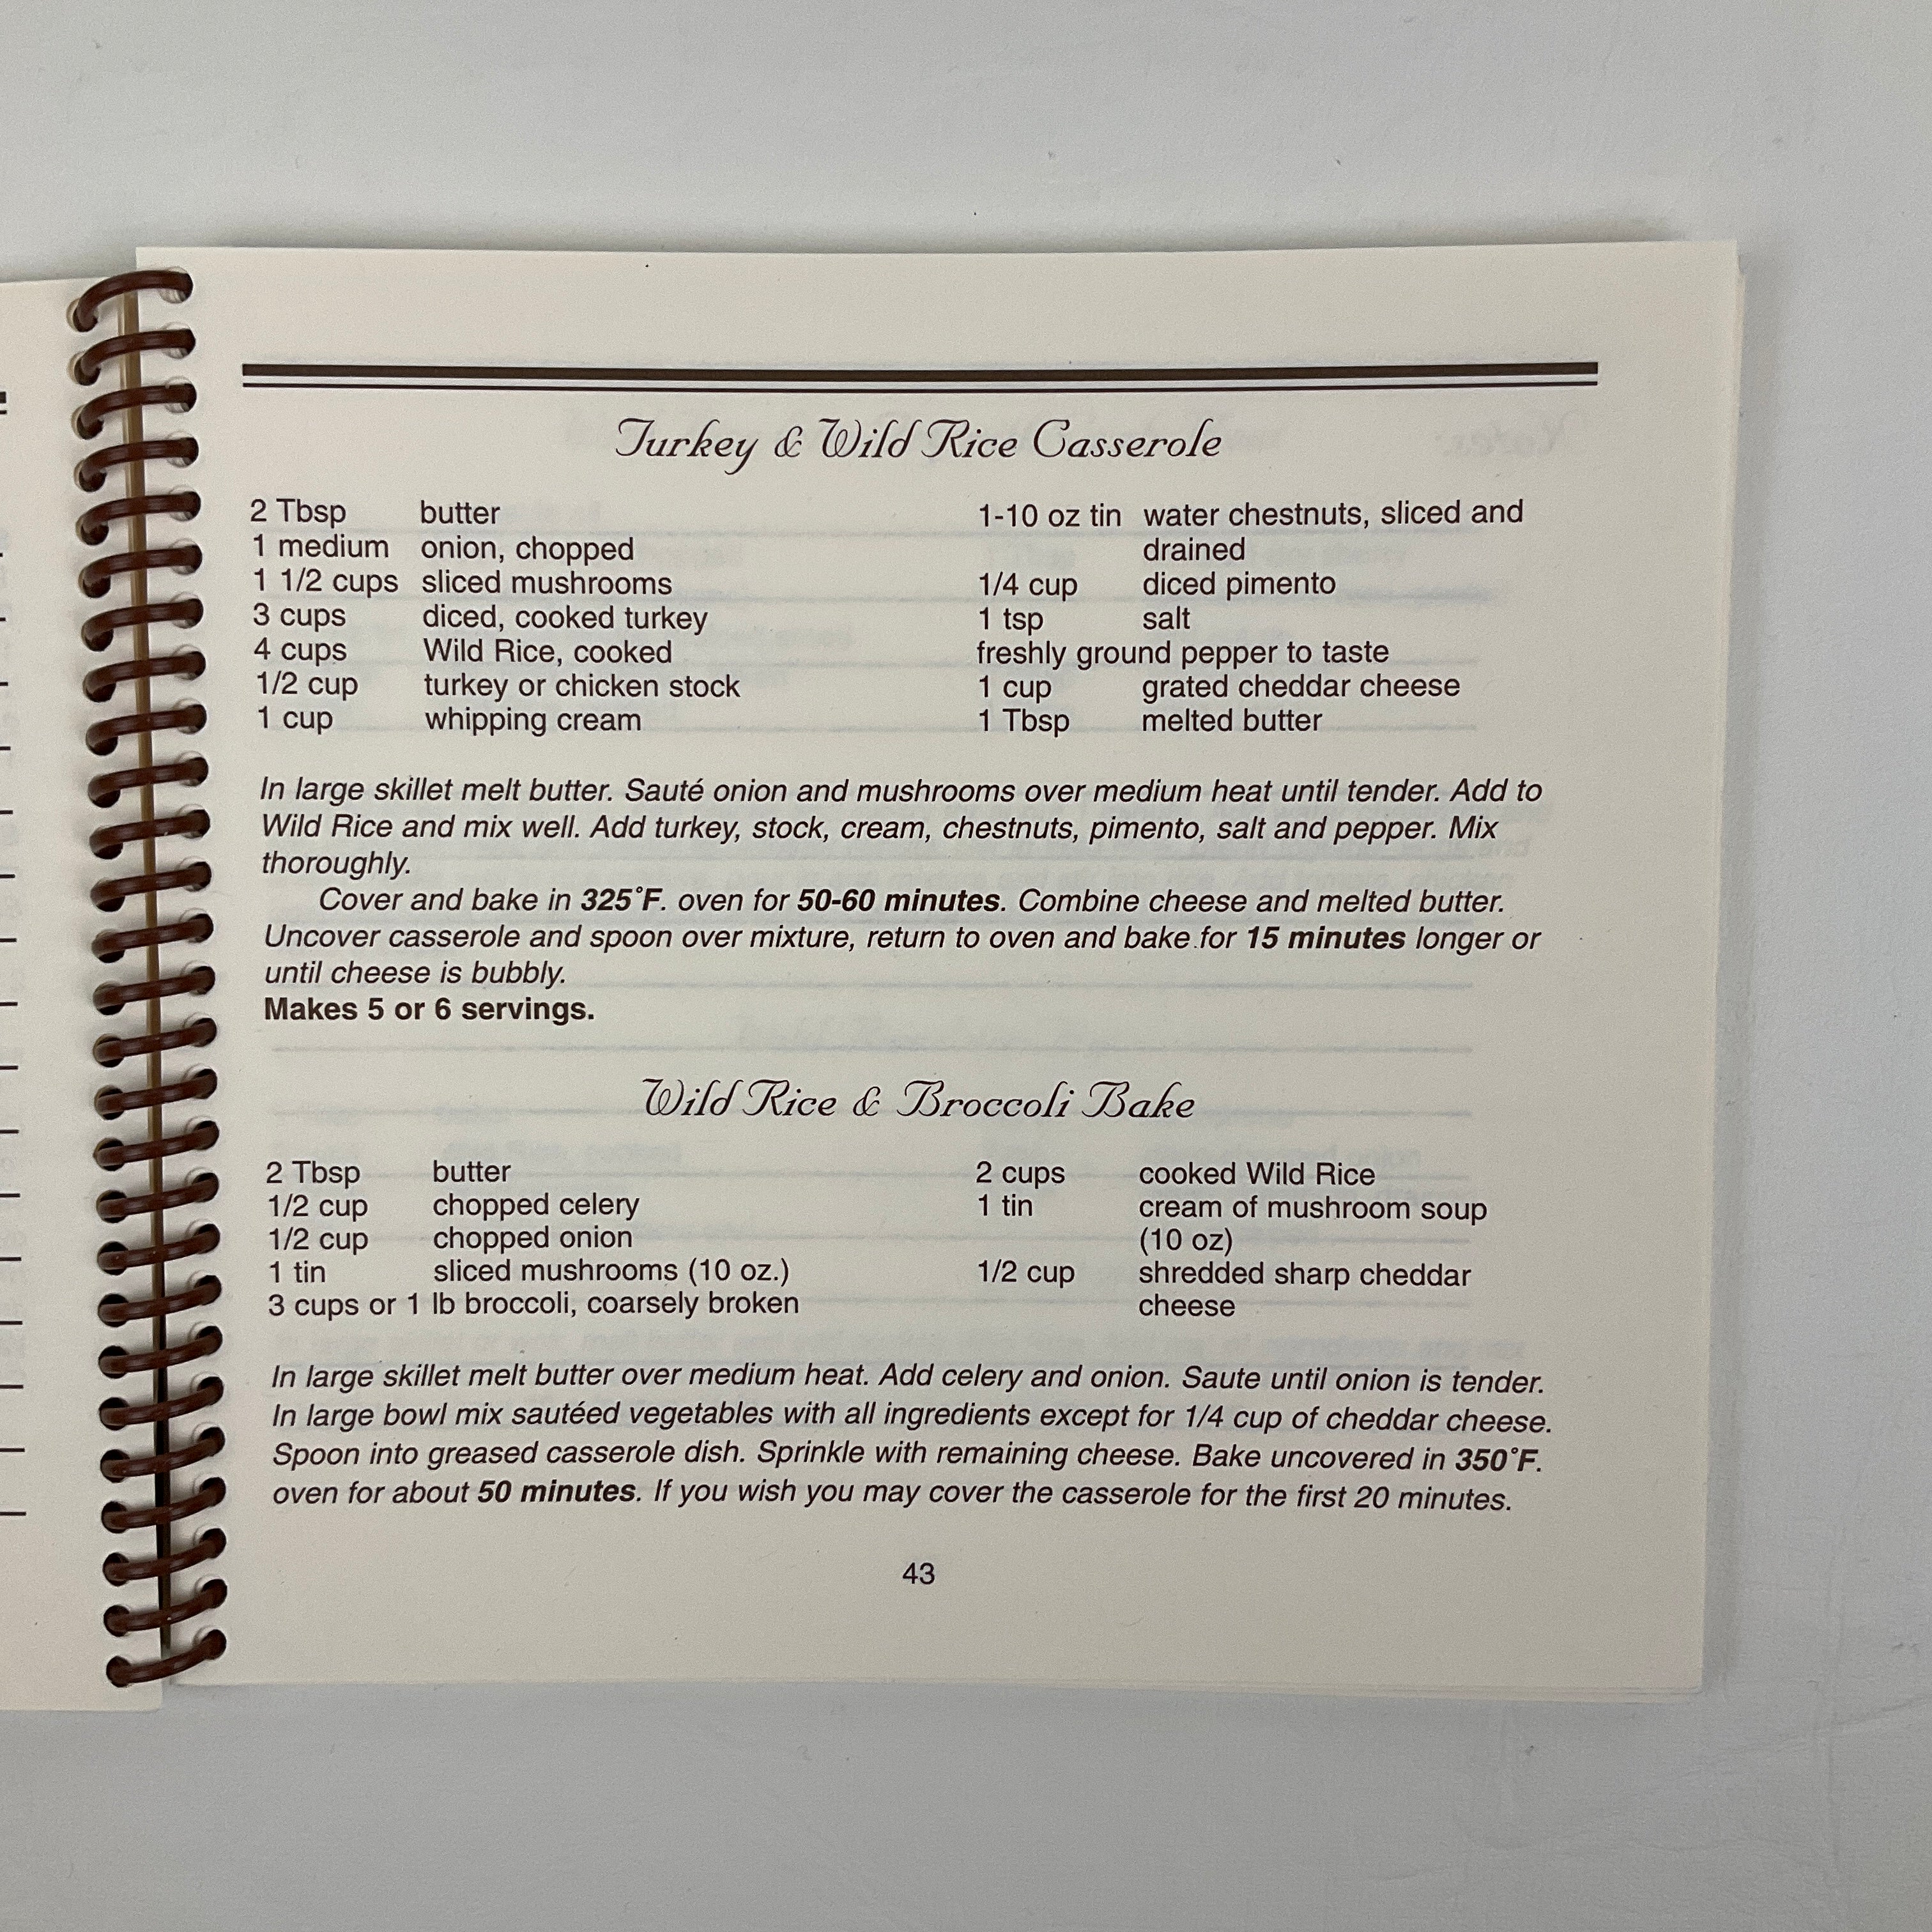 Turkey & Wild Rice Casserole
2 Tbsp butter
1 medium onion, chopped
1 1/2 cups sliced mushrooms
3 cups diced, cooked turkey
4 cups Wild Rice, cooked
1/2 cup turkey or chicken stock
1 cup whipping cream
1-10 oz tin water chestnuts, sliced and
drained
1/4 cup diced pimento
1 tsp salt
freshly ground pepper to taste
1 cup grated cheddar cheese
1 Tbsp melted butter
In large skillet melt butter. Sauté onion and mushrooms over medium heat until tender. Add to
Wild Rice and mix well. Add turkey, stock, cream, chestnuts, pimento, salt and pepper. Mix
thoroughly.
Cover and bake in 325°F. oven for 50-60 minutes. Combine cheese and melted butter.
Uncover casserole and spoon over mixture, return to oven and bake for 15 minutes longer or
until cheese is bubbly.
Makes 5 or 6 servings.
Wild Rice & Broccoli Bake
2 Tbsp butter
1/2 cup chopped celery
1/2 cup chopped onion
1 tin sliced mushrooms (10 oz.)
3 cups or 1 lb broccoli, coarsely broken
2 cups cooked Wild Rice
1 tin cream of mushroom soup
(10 oz)
1/2 cup shredded sharp cheddar
cheese
In large skillet melt butter over medium heat. Add celery and onion. Saute until onion is tender.
In large bowl mix sautéed vegetables with all ingredients except for 1/4 cup of cheddar cheese.
Spoon into greased casserole dish. Sprinkle with remaining cheese. Bake uncovered in 350°F.
oven for about 50 minutes. If you wish you may cover the casserole for the first 20 minutes.
43